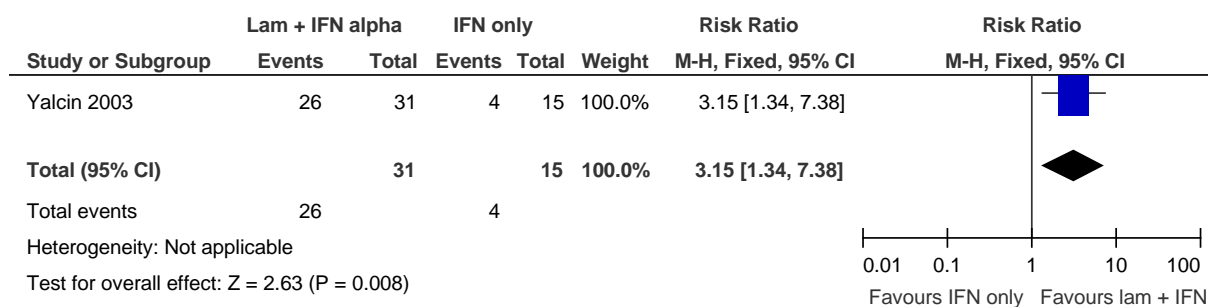 Lam + IFN alpha IFN only Risk Ratio Risk Ratio
Study or Subgroup Events Total Events Total Weight M-H, Fixed, 95% CI M-H, Fixed, 95% CI
Yalcin 2003 26 31 4 15 100.0% 3.15 [1.34, 7.38]
Total (95% CI) 31 15 100.0% 3.15 [1.34, 7.38]
Total events 26 4
Heterogeneity: Not applicable
Test for overall effect: Z = 2.63 (P = 0.008)
0.01 0.1 1 10 100
Favours IFN only Favours lam + IFN